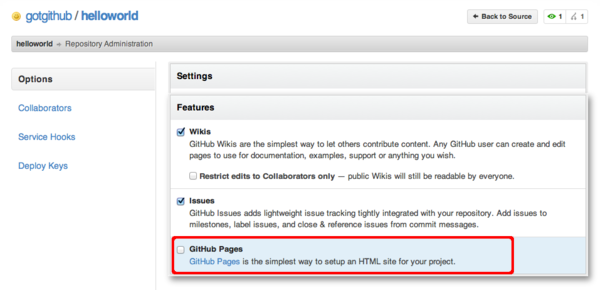 gotgithub / helloworld
Back to Source
1
1
helloworld → Repository Administration
Options
Collaborators
Service Hooks
Deploy Keys
Settings
Features
Wikis
GitHub Wikis are the simplest way to let others contribute content. Any GitHub user can create and edit
pages to use for documentation, examples, support or anything you wish.
Restrict edits to Collaborators only — public Wikis will still be readable by everyone.
Issues
GitHub Issues adds lightweight issue tracking tightly integrated with your repository. Add issues to
milestones, label issues, and close & reference issues from commit messages.
GitHub Pages
GitHub Pages is the simplest way to setup an HTML site for your project.